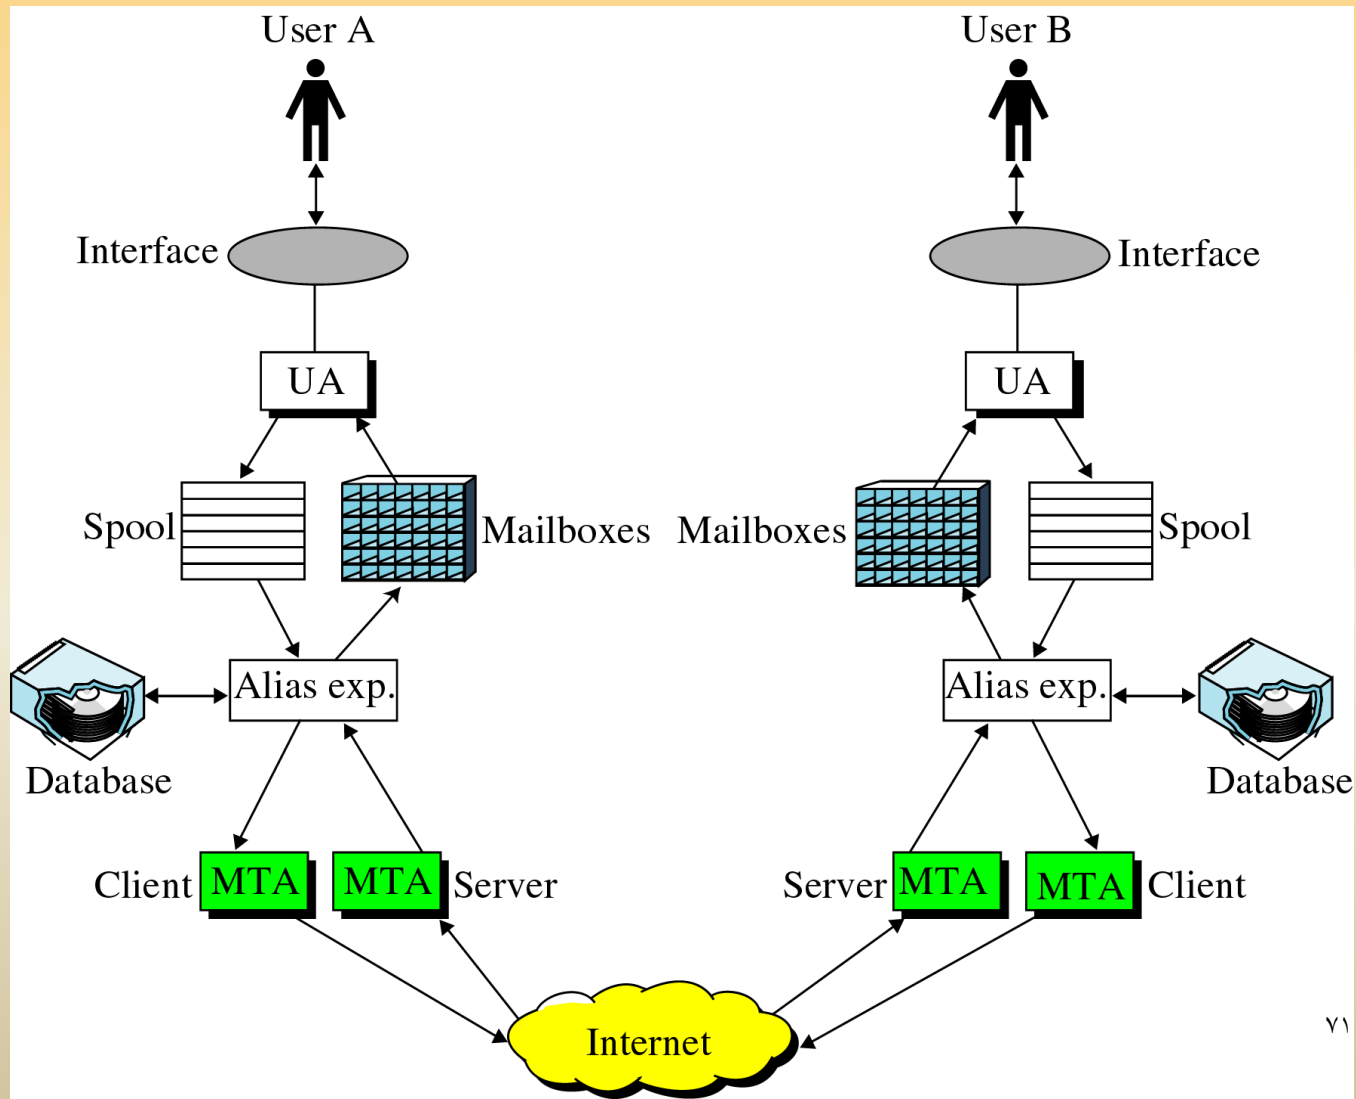 User A
User B
Interface
Interface
UA
UA
Spool
Mailboxes
Mailboxes
Spool
Alias exp.
Alias exp.
Database
Database
Client
MTA
MTA
Server
Server
MTA
MTA
Client
Internet
۷۱